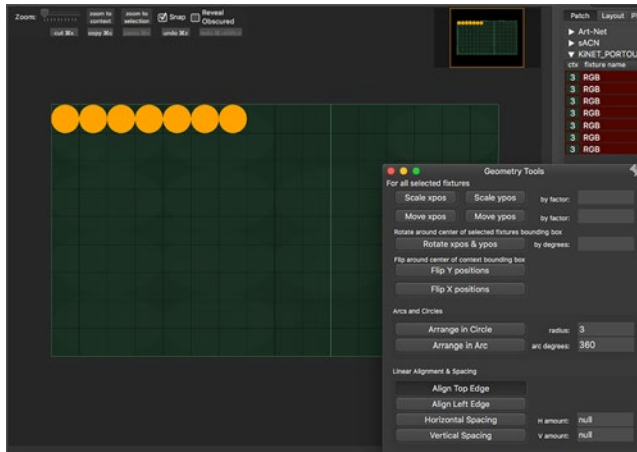 Zoom:
zoom to context
zoom to selection
Snap
Reveal Obscured
cut ⌘x
copy ⌘c
undo ⌘z
Patch Layout
Art-Net
sACN
KiNET_PORTOU
ctx fixture name
3 RGB
3 RGB
3 RGB
3 RGB
3 RGB
3 RGB
3 RGB
Geometry Tools
For all selected fixtures
Scale xpos Scale ypos by factor:
Move xpos Move ypos by factor:
Rotate around center of selected fixtures bounding box
Rotate xpos & ypos by degrees:
Flip around center of context bounding box
Flip Y positions
Flip X positions
Arcs and Circles
Arrange in Circle radius: 3
Arrange in Arc arc degrees: 360
Linear Alignment & Spacing
Align Top Edge
Align Left Edge
Horizontal Spacing H amount: null
Vertical Spacing V amount: null